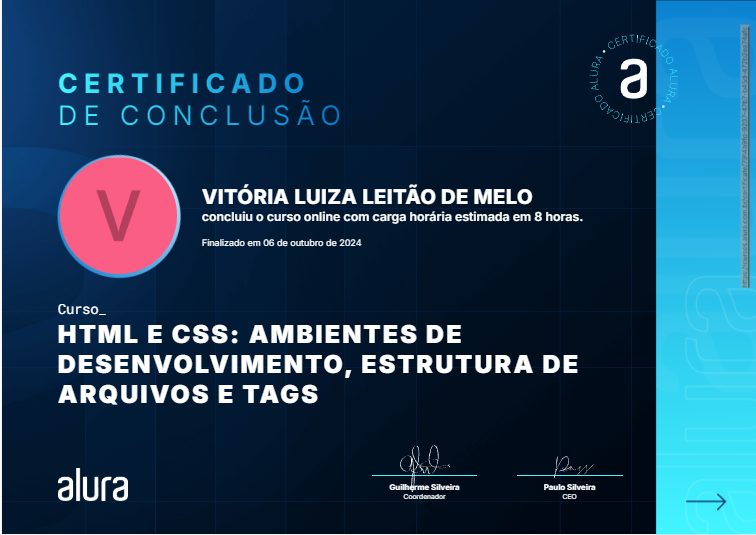 CERTIFICADO
DE CONCLUSÃO
CERTIFICADO ALURA • CERTIFICADO ALURA •
a
V
VITÓRIA LUIZA LEITÃO DE MELO
concluiu o curso online com carga horária estimada em 8 horas.
Finalizado em 06 de outubro de 2024
Curso_
HTML E CSS: AMBIENTES DE
DESENVOLVIMENTO, ESTRUTURA DE
ARQUIVOS E TAGS
alura
Guilherme Silveira
Coordenador
Paulo Silveira
CEO
alura